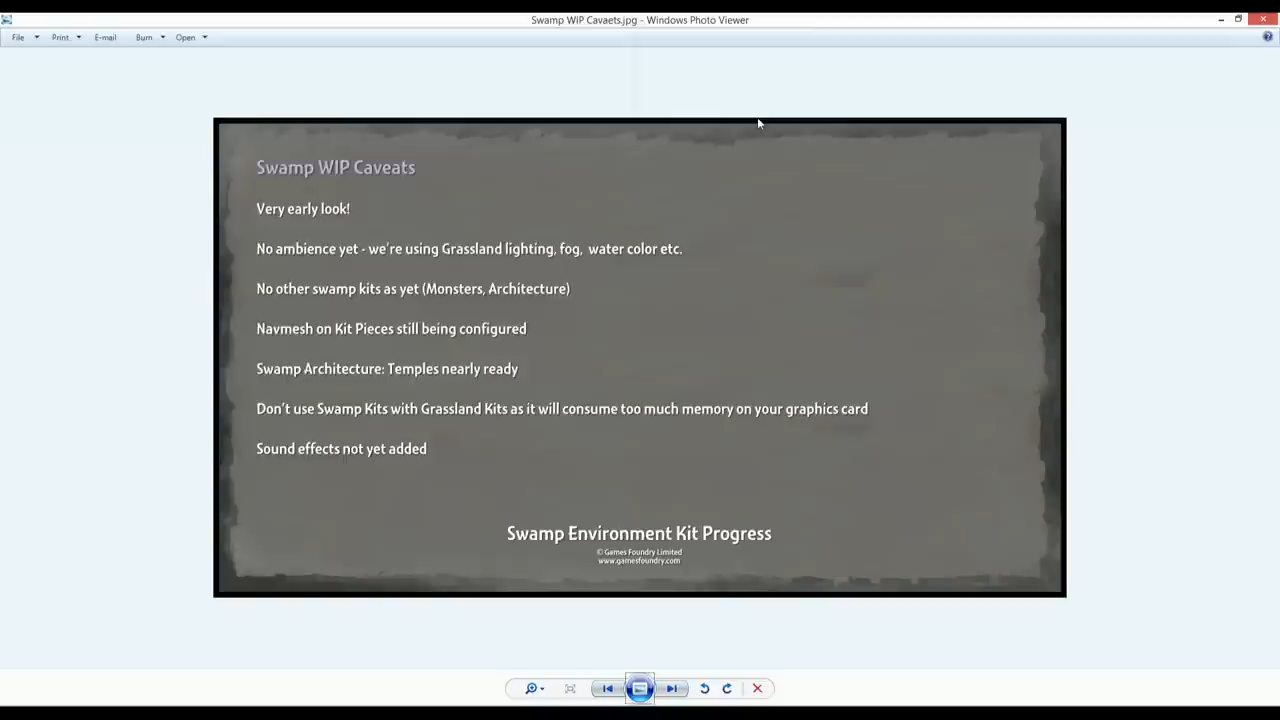 Swamp WIP Cavaets.jpg - Windows Photo Viewer
File Print E-mail Burn Open
Swamp WIP Caveats
Very early look!
No ambience yet - we're using Grassland lighting, fog, water color etc.
No other swamp kits as yet (Monsters, Architecture)
Navmesh on Kit Pieces still being configured
Swamp Architecture: Temples nearly ready
Don't use Swamp Kits with Grassland Kits as it will consume too much memory on your graphics card
Sound effects not yet added
Swamp Environment Kit Progress
© Games Foundry Limited
www.gamesfoundry.com